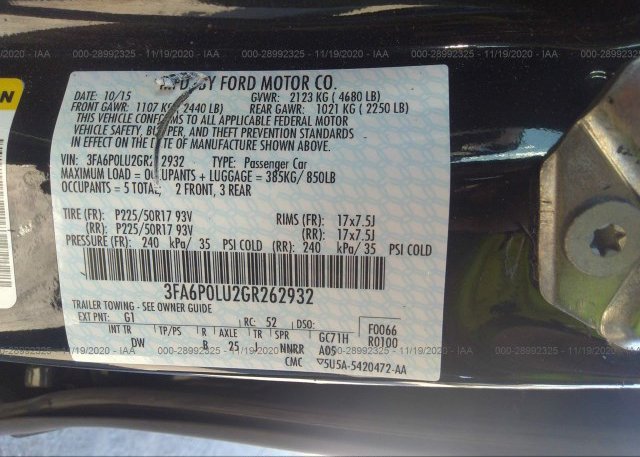 000-28992325 - 11/19/2020 - IAA
MFD. BY FORD MOTOR CO.
DATE: 10/15 GVWR: 2123 KG (4680 LB)
FRONT GAWR: 1107 KG (2440 LB) REAR GAWR: 1021 KG (2250 LB)
THIS VEHICLE CONFORMS TO ALL APPLICABLE FEDERAL MOTOR
VEHICLE SAFETY, BUMPER, AND THEFT PREVENTION STANDARDS
IN EFFECT ON THE DATE OF MANUFACTURE SHOWN ABOVE.
VIN: 3FA6P0LU2GR262932 TYPE: Passenger Car
MAXIMUM LOAD = OCCUPANTS + LUGGAGE = 385KG/ 850LB
OCCUPANTS = 5 TOTAL, 2 FRONT, 3 REAR
TIRE (FR): P225/50R17 93V RIMS (FR): 17x7.5J
(RR): P225/50R17 93V (RR): 17x7.5J
PRESSURE (FR): 240 kPa/ 35 PSI COLD (RR): 240 kPa/ 35 PSI COLD
3FA6P0LU2GR262932
TRAILER TOWING - SEE OWNER GUIDE
EXT PNT: G1 RC: 52 DSO: F0066
INT TR TP/PS R AXLE TR SPR GC71H R0100
DW B 25 NNRR A05
CMC 5U5A-5420472-AA